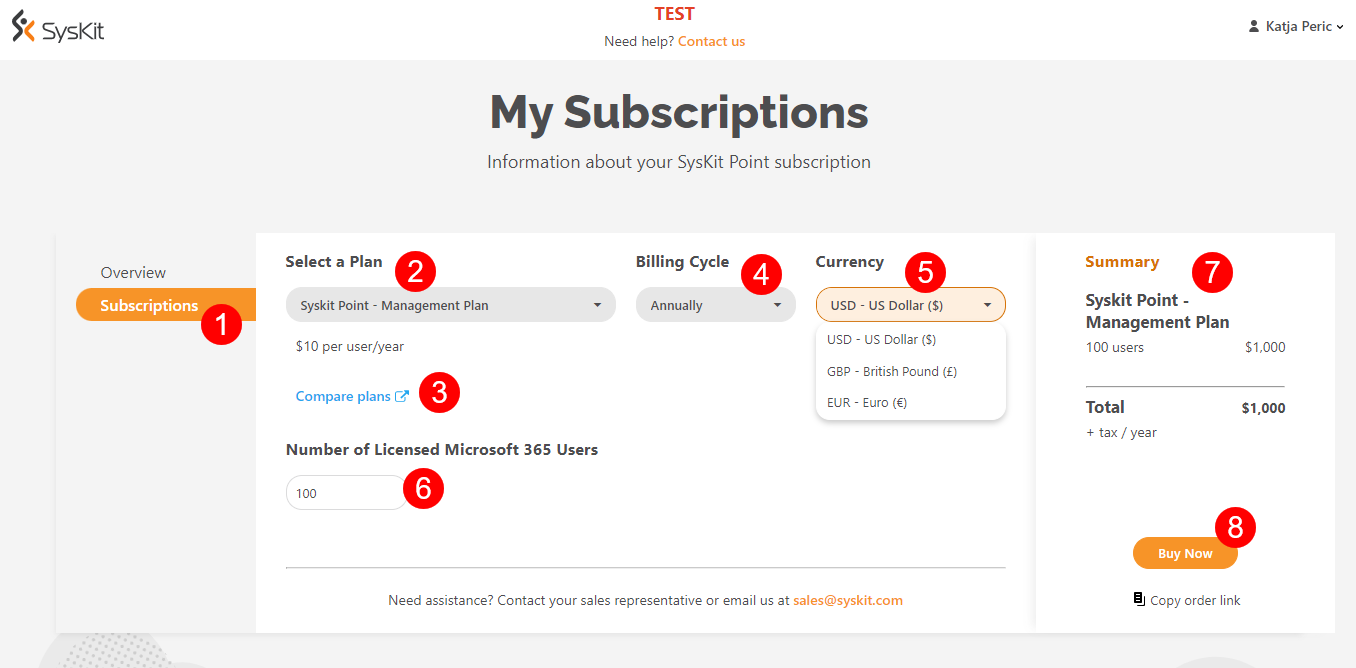 SysKit
TEST
Need help? Contact us
Katja Peric
My Subscriptions
Information about your SysKit Point subscription
Overview
Subscriptions
1
Select a Plan
2
Syskit Point - Management Plan
$10 per user/year
Compare plans
3
Billing Cycle
4
Annually
Currency
5
USD - US Dollar ($)
USD - US Dollar ($)
GBP - British Pound (£)
EUR - Euro (€)
Number of Licensed Microsoft 365 Users
100
6
Need assistance? Contact your sales representative or email us at sales@syskit.com
Summary
7
Syskit Point -
Management Plan
100 users $1,000
Total $1,000
+ tax / year
8
Buy Now
Copy order link